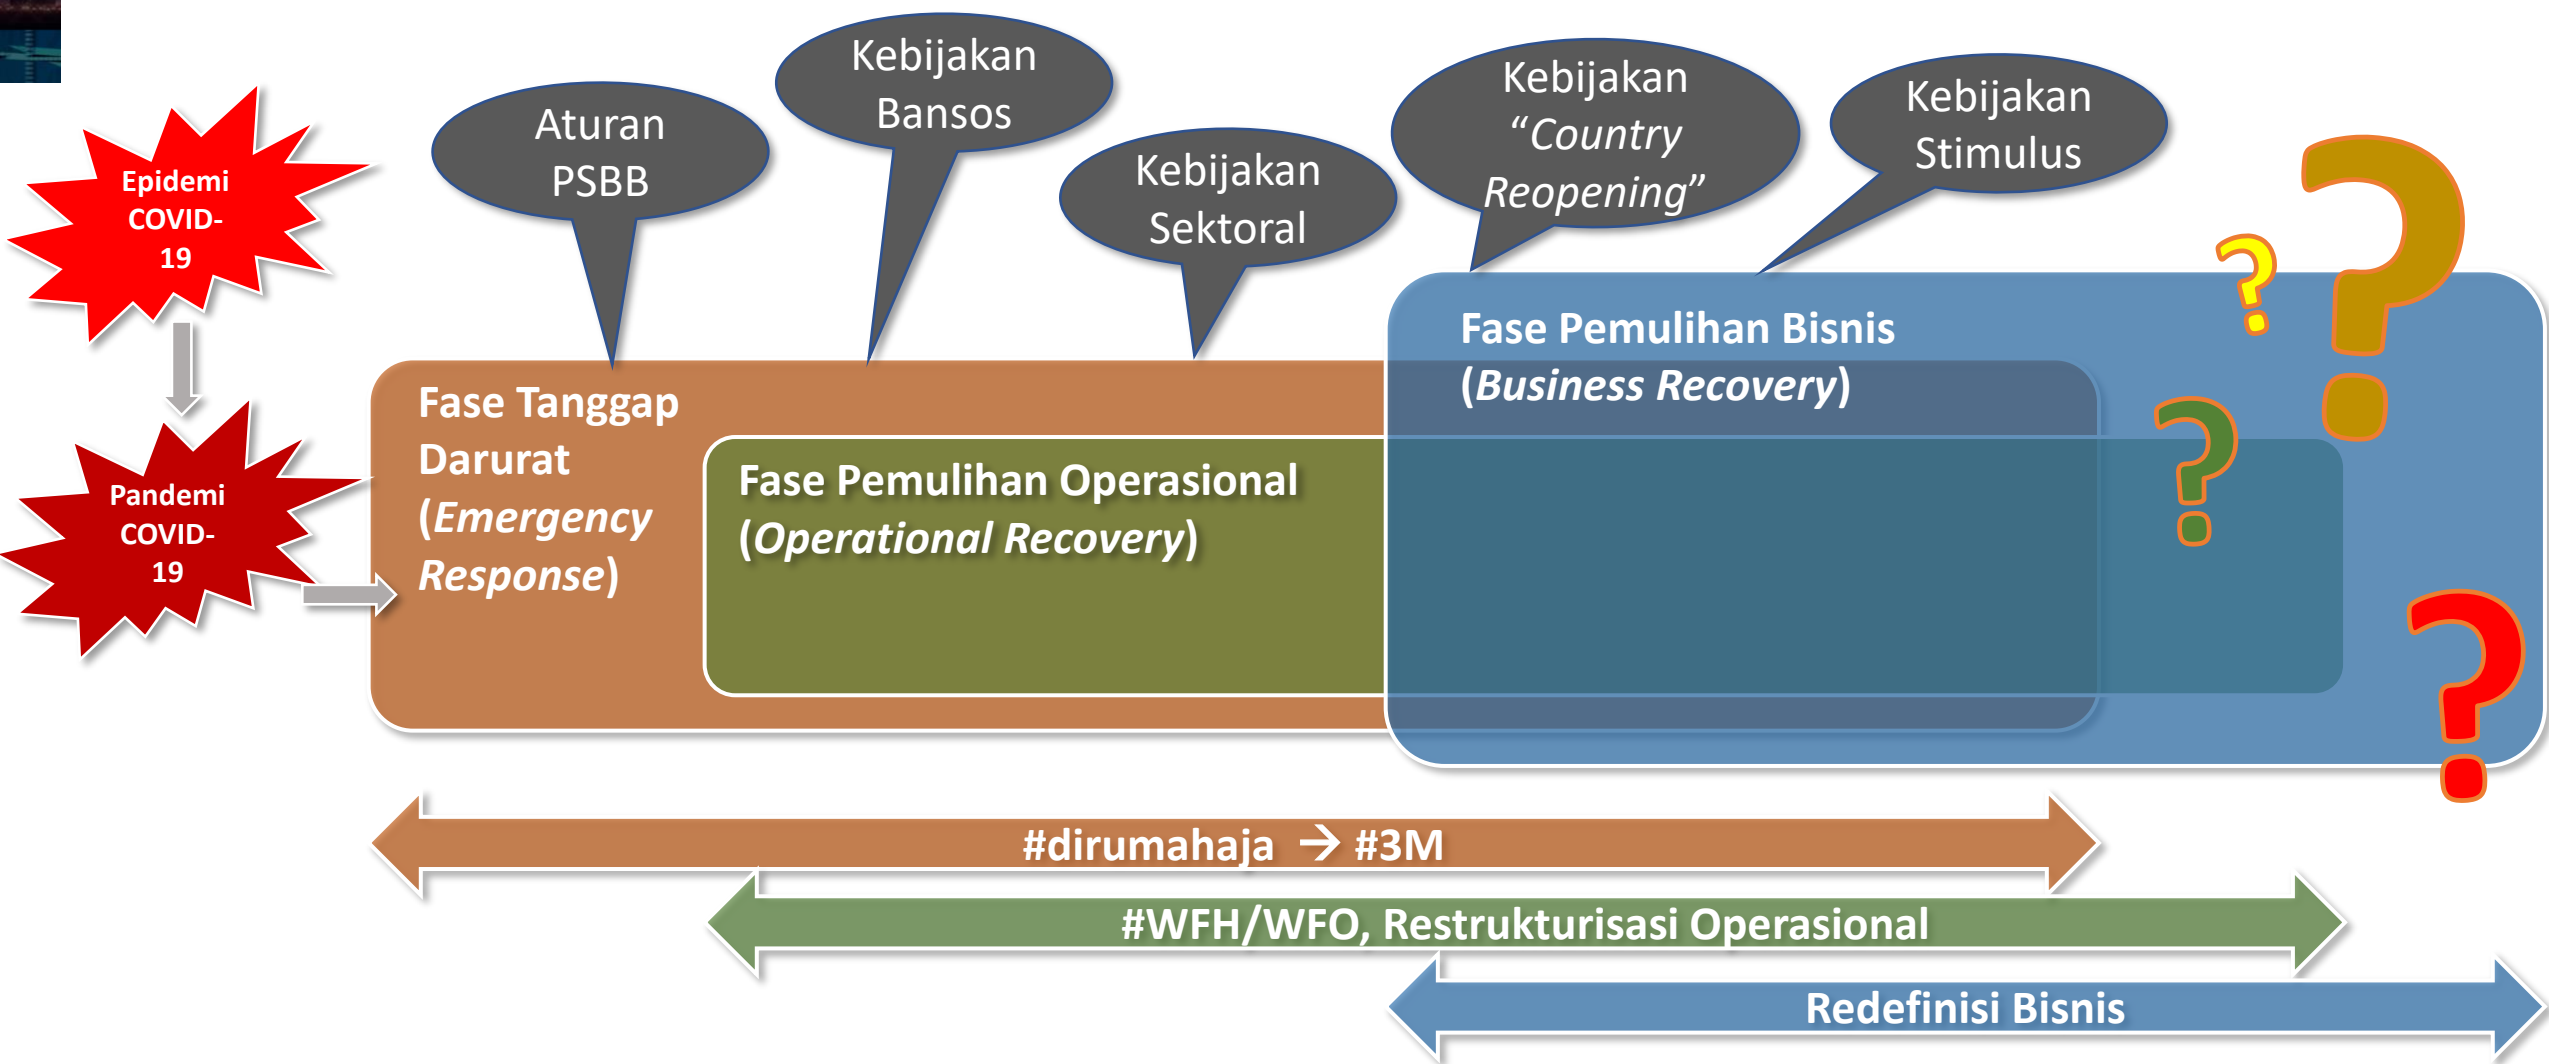 Epidemi
COVID-
19
Pandemi
COVID-
19
Aturan
PSBB
Kebijakan
Bansos
Kebijakan
Sektoral
Kebijakan
“Country
Reopening”
Kebijakan
Stimulus
Fase Tanggap
Darurat
(Emergency
Response)
Fase Pemulihan Operasional
(Operational Recovery)
Fase Pemulihan Bisnis
(Business Recovery)
?
?
?
?
#dirumahaja → #3M
#WFH/WFO, Restrukturisasi Operasional
Redefinisi Bisnis